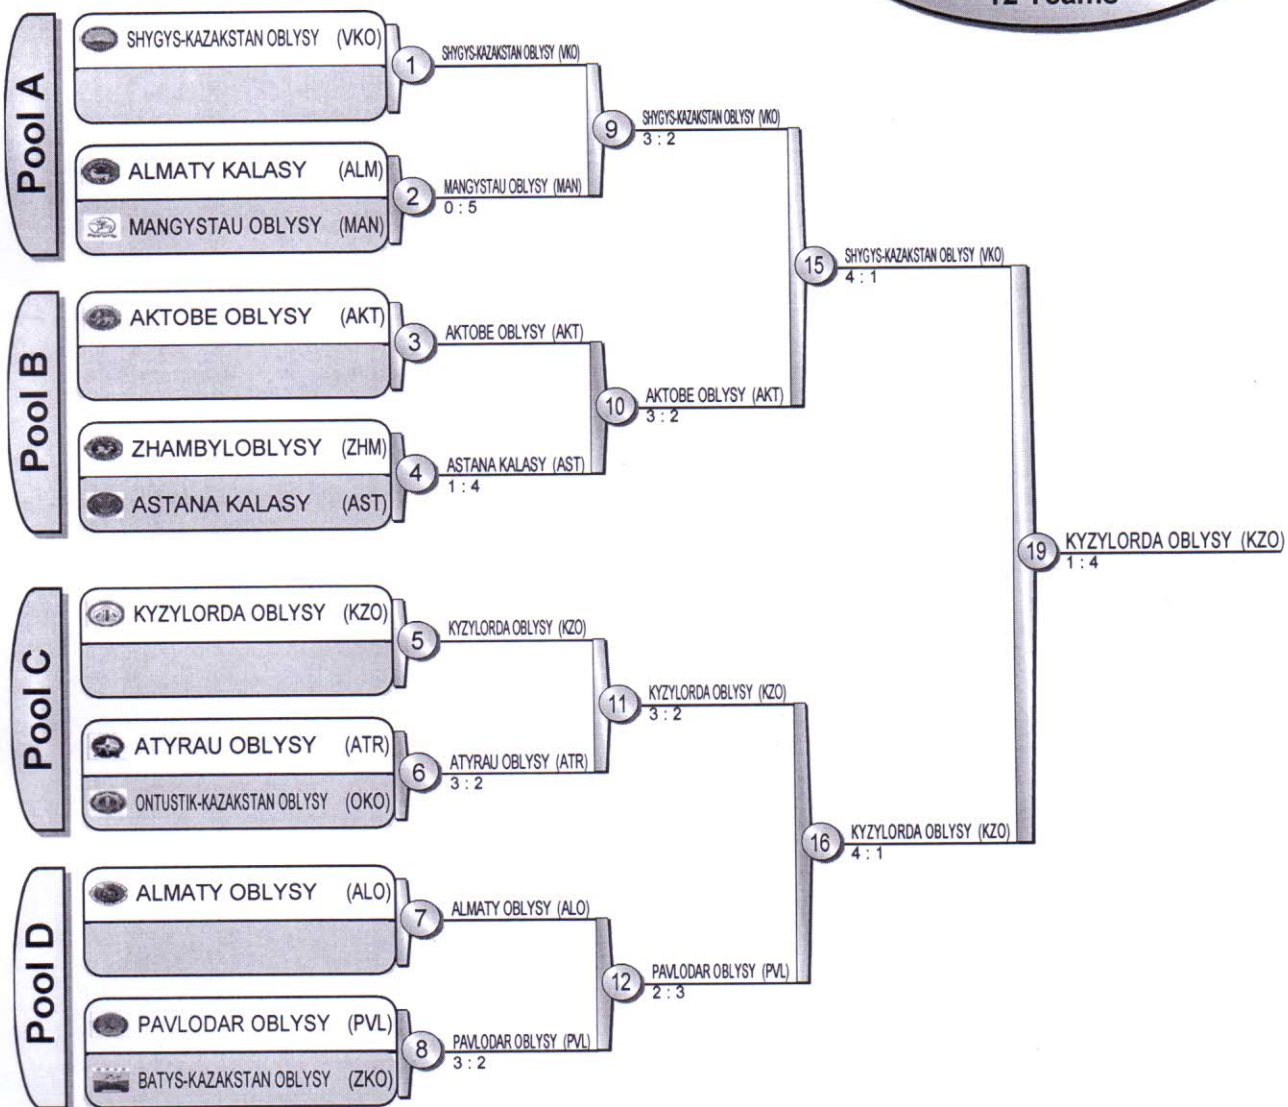 12 Teams
Pool A
SHYGYS-KAZAKSTAN OBLYSY (VKO)
1
SHYGYS-KAZAKSTAN OBLYSY (VKO)
9
SHYGYS-KAZAKSTAN OBLYSY (VKO)
3 : 2
ALMATY KALASY (ALM)
2
MANGYSTAU OBLYSY (MAN)
0 : 5
MANGYSTAU OBLYSY (MAN)
15
SHYGYS-KAZAKSTAN OBLYSY (VKO)
4 : 1
Pool B
AKTOBE OBLYSY (AKT)
3
AKTOBE OBLYSY (AKT)
10
AKTOBE OBLYSY (AKT)
3 : 2
ZHAMBYLOBLYSY (ZHM)
4
ASTANA KALASY (AST)
1 : 4
ASTANA KALASY (AST)
19
KYZYLORDA OBLYSY (KZO)
1 : 4
Pool C
KYZYLORDA OBLYSY (KZO)
5
KYZYLORDA OBLYSY (KZO)
11
KYZYLORDA OBLYSY (KZO)
3 : 2
ATYRAU OBLYSY (ATR)
6
ATYRAU OBLYSY (ATR)
3 : 2
ONTUSTIK-KAZAKSTAN OBLYSY (OKO)
16
KYZYLORDA OBLYSY (KZO)
4 : 1
Pool D
ALMATY OBLYSY (ALO)
7
ALMATY OBLYSY (ALO)
12
PAVLODAR OBLYSY (PVL)
2 : 3
PAVLODAR OBLYSY (PVL)
8
PAVLODAR OBLYSY (PVL)
3 : 2
BATYS-KAZAKSTAN OBLYSY (ZKO)